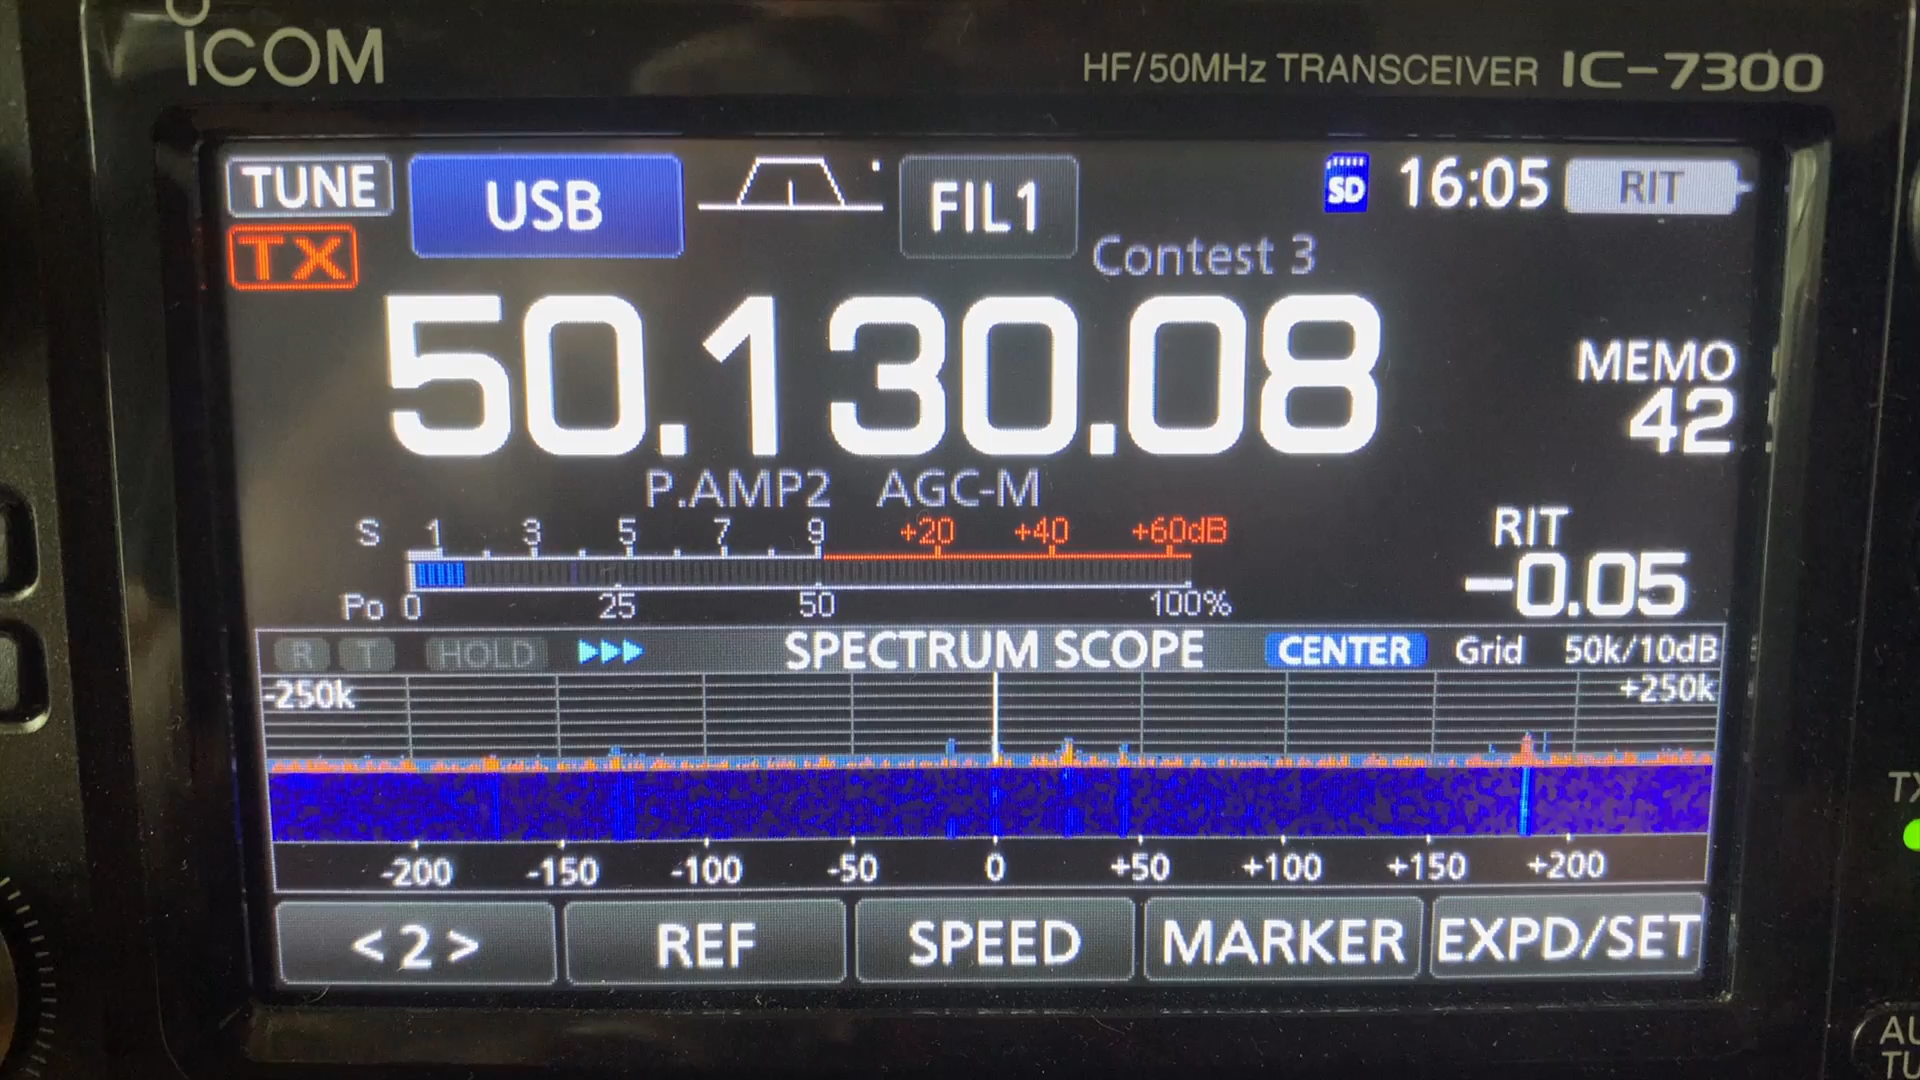 ICOM
HF/50MHz TRANSCEIVER IC-7300
TUNE USB FIL1 SD 16:05 RIT
TX
Contest 3
50.130.08
MEMO
42
P.AMP2 AGC-M
S 1 3 5 7 9 +20 +40 +60dB
Po 0 25 50 100%
RIT
-0.05
R T HOLD SPECTRUM SCOPE CENTER Grid 50k/10dB
-250k +250k
-200 -150 -100 -50 0 +50 +100 +150 +200
<2> REF SPEED MARKER EXPD/SET